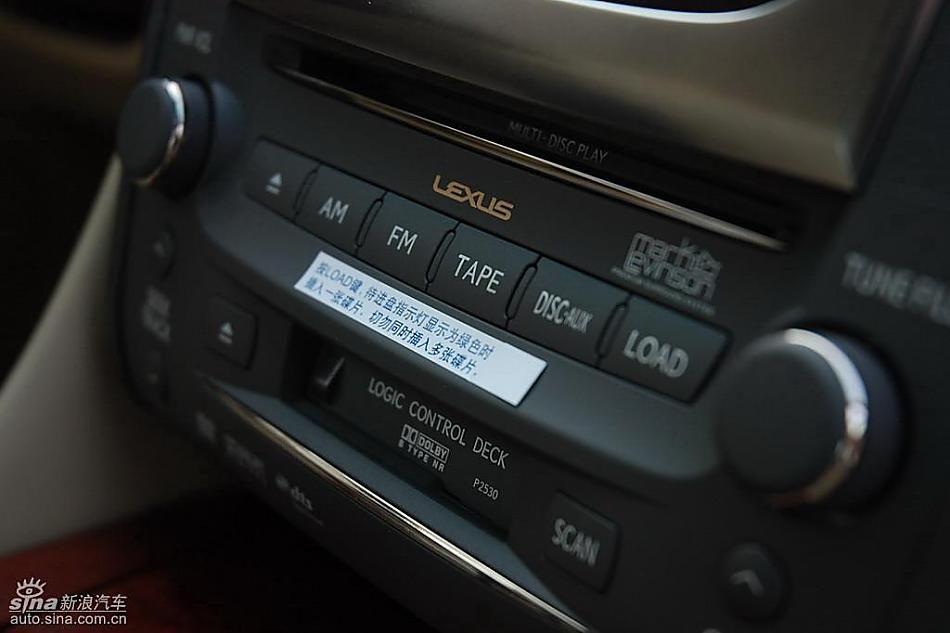 PWR·VOL
MULTI-DISC PLAY
LEXUS
AM
FM
TAPE
DISC·AUX
LOAD
mark
levinson
按LOAD键，待进盘指示灯显示为绿色时
插入一张碟片，切勿同时插入多张碟片。
LOGIC CONTROL DECK
DOLBY
B TYPE NR
P2530
dts
SCAN
sina新浪汽车
auto.sina.com.cn